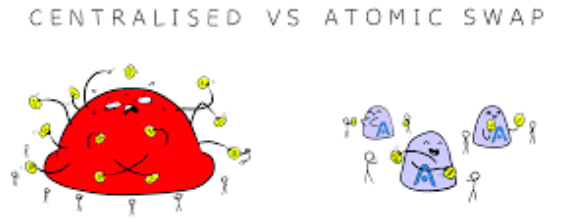 CENTRALISED VS ATOMIC SWAP